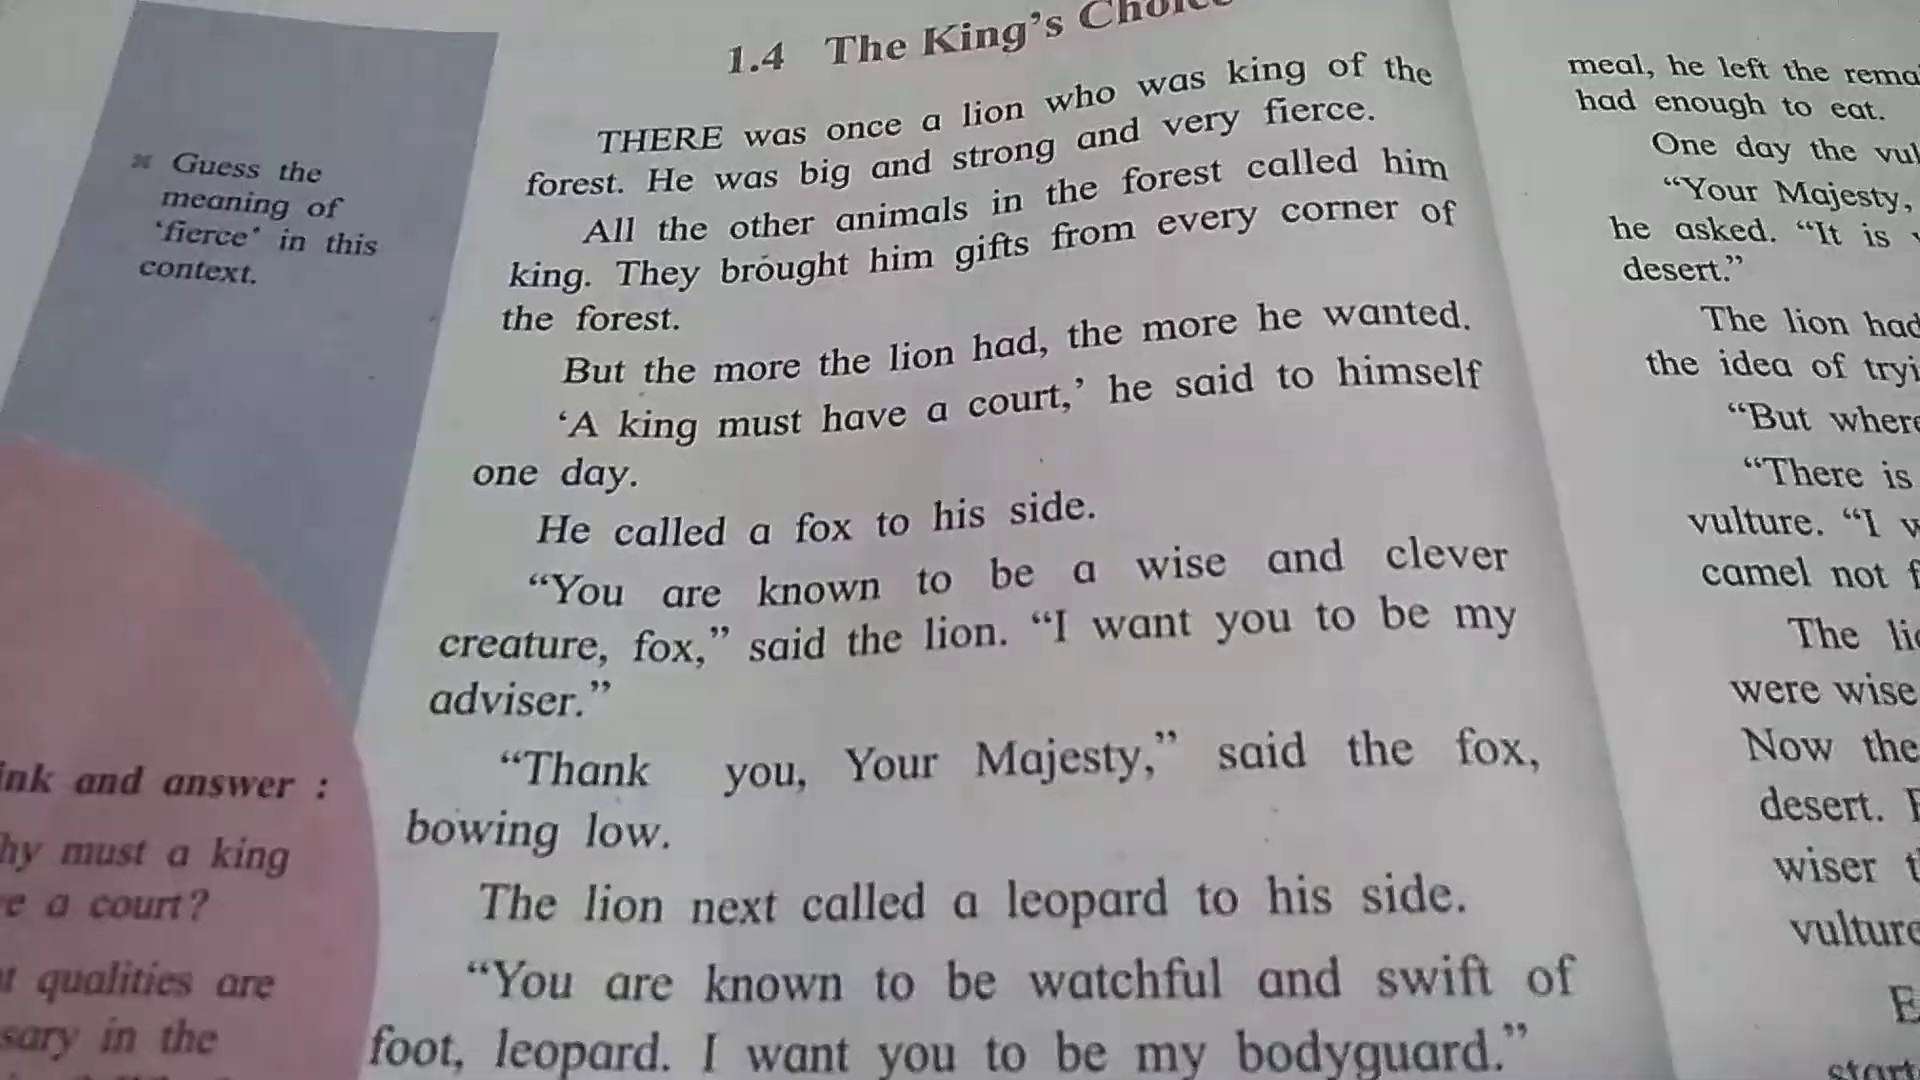 1.4 The King's Choice
THERE was once a lion who was king of the
forest. He was big and strong and very fierce.
All the other animals in the forest called him
king. They brought him gifts from every corner of
the forest.
But the more the lion had, the more he wanted.
‘A king must have a court,’ he said to himself
one day.
He called a fox to his side.
“You are known to be a wise and clever
creature, fox,” said the lion. “I want you to be my
adviser.”
“Thank you, Your Majesty,” said the fox,
bowing low.
The lion next called a leopard to his side.
“You are known to be watchful and swift of
foot, leopard. I want you to be my bodyguard.”
Guess the
meaning of
‘fierce’ in this
context.
and answer :
must a king
a court?
qualities are
in the
meal, he left the
had enough to eat.
One day the
“Your Majesty,
he asked. “It is
desert.”
The lion had
the idea of
“But where
“There is
vulture. “I
camel not
The
were wise
Now the
desert.
wiser
vulture